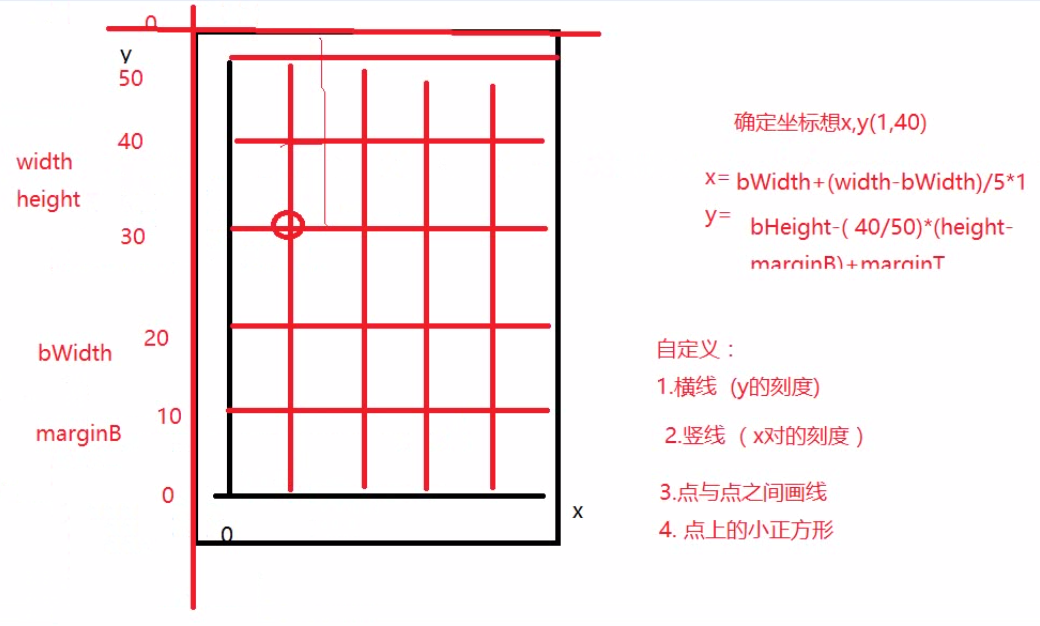 0
y
50
40
width
height
30
20
bWidth
10
marginB
0
0
x
确定坐标想x,y(1,40)
x= bWidth+(width-bWidth)/5*1
y= bHeight-( 40/50)*(height-
marginB)+marginT
自定义：
1.横线 (y的刻度)
2.竖线 （ x对的刻度 ）
3.点与点之间画线
4. 点上的小正方形